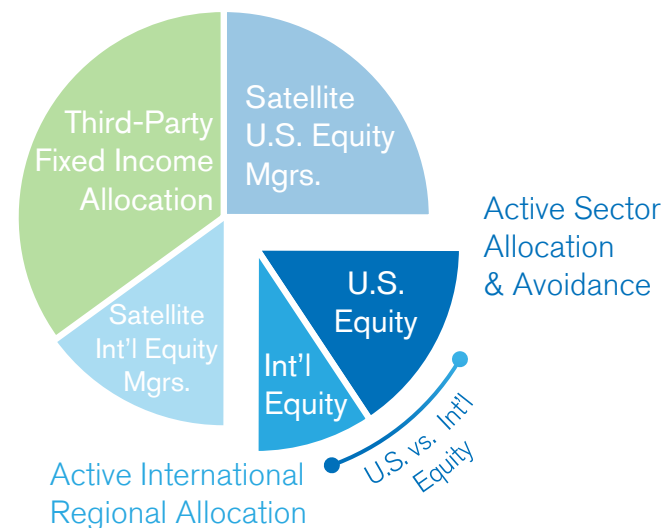 Satellite
U.S. Equity
Mgrs.
Third-Party
Fixed Income
Allocation
Active Sector
Allocation
& Avoidance
U.S.
Equity
Satellite
Int'l Equity
Mgrs.
Int'l
Equity
U.S. vs. Int'l
Equity
Active International
Regional Allocation